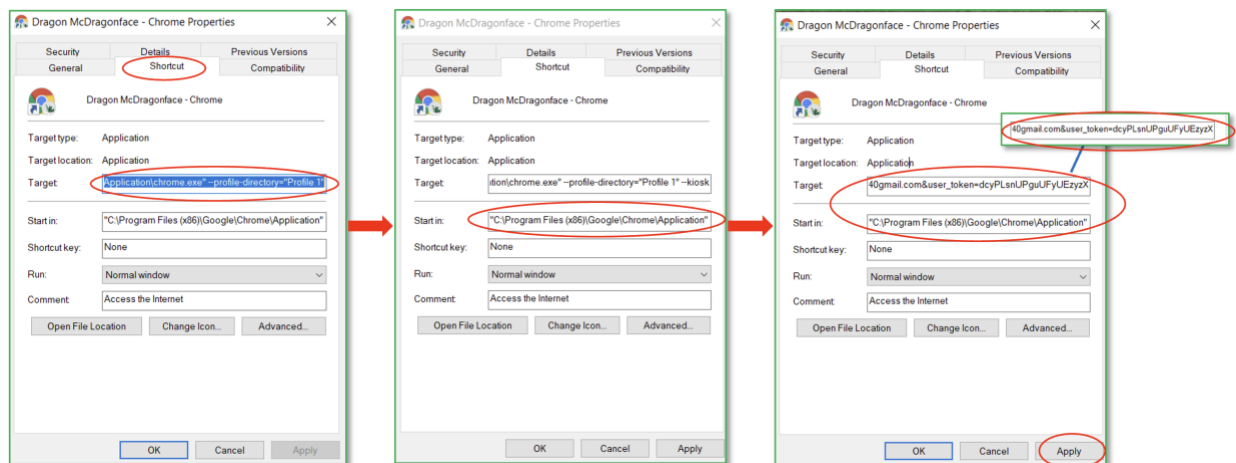 Dragon McDragonface - Chrome Properties
Security Details Previous Versions
General Shortcut Compatibility
Dragon McDragonface - Chrome
Target type: Application
Target location: Application
Target: Application\chrome.exe" --profile-directory="Profile 1"
Start in: "C:\Program Files (x86)\Google\Chrome\Application"
Shortcut key: None
Run: Normal window
Comment: Access the Internet
Open File Location Change Icon... Advanced...
OK Cancel Apply
Dragon McDragonface - Chrome Properties
Security Details Previous Versions
General Shortcut Compatibility
Dragon McDragonface - Chrome
Target type: Application
Target location: Application
Target: ition\chrome.exe" --profile-directory="Profile 1" --kiosk
Start in: "C:\Program Files (x86)\Google\Chrome\Application"
Shortcut key: None
Run: Normal window
Comment: Access the Internet
Open File Location Change Icon... Advanced...
OK Cancel Apply
Dragon McDragonface - Chrome Properties
Security Details Previous Versions
General Shortcut Compatibility
Dragon McDragonface - Chrome
40gmail.com&user_token=dcyPLsnUPguUFyUEzyzX
Target type: Application
Target location: Application
Target: 40gmail.com&user_token=dcyPLsnUPguUFyUEzyzX
Start in: "C:\Program Files (x86)\Google\Chrome\Application"
Shortcut key: None
Run: Normal window
Comment: Access the Internet
Open File Location Change Icon... Advanced...
OK Cancel Apply